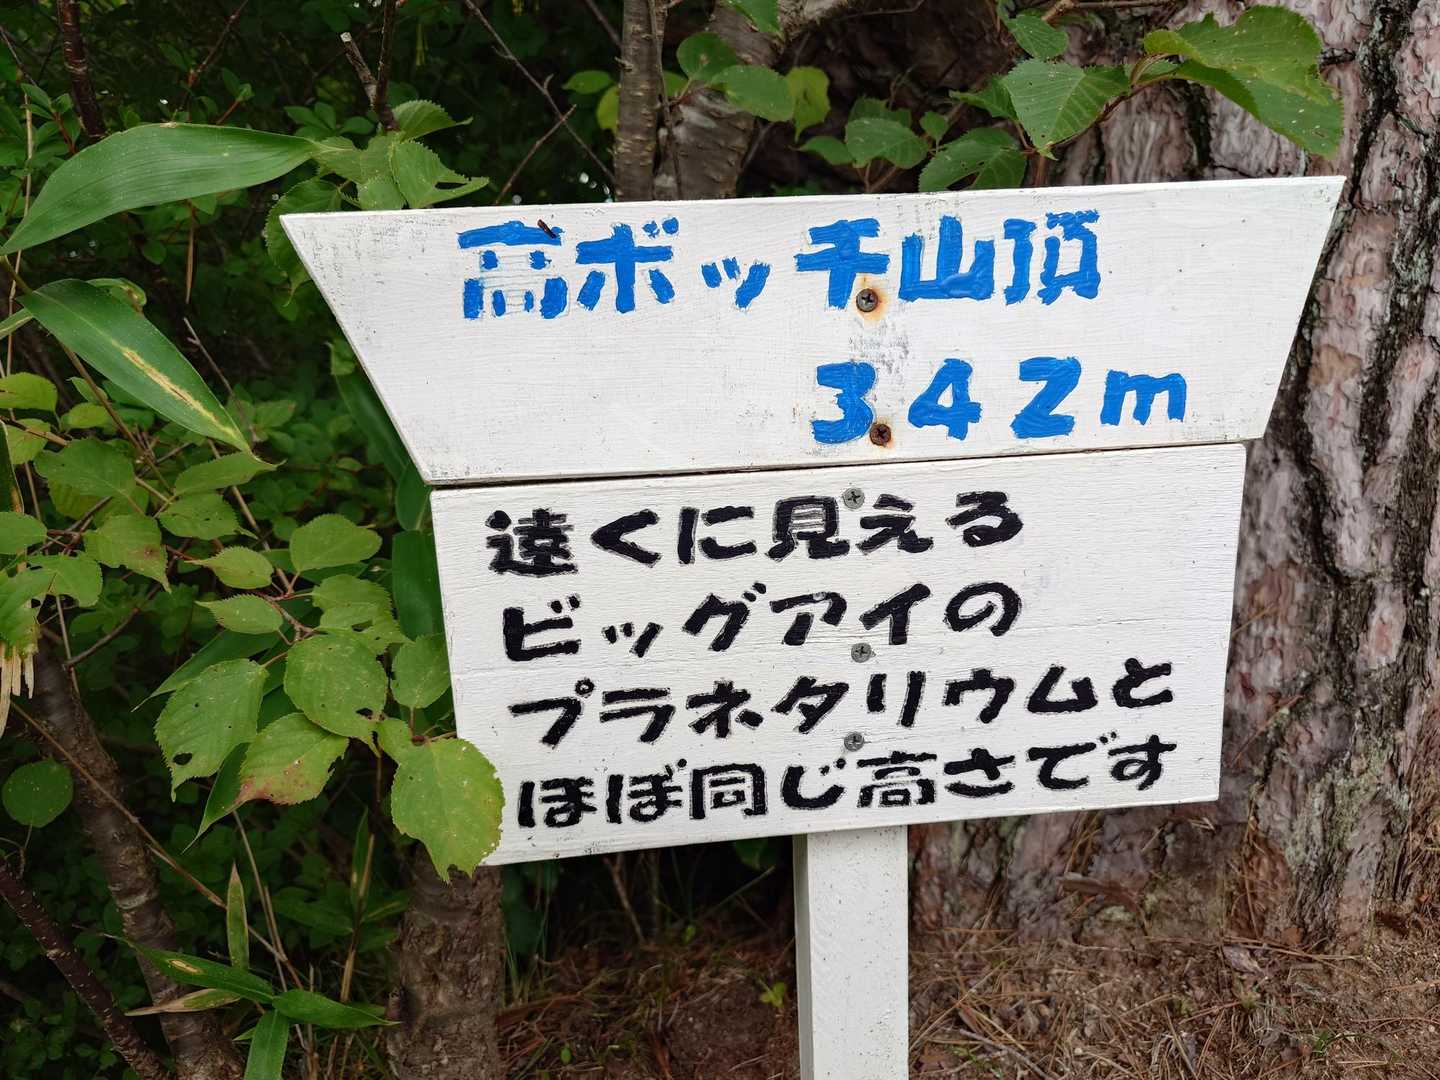 高ボッチ山頂
342m
遠くに見える
ビッグアイの
プラネタリウムと
ほぼ同じ高さです